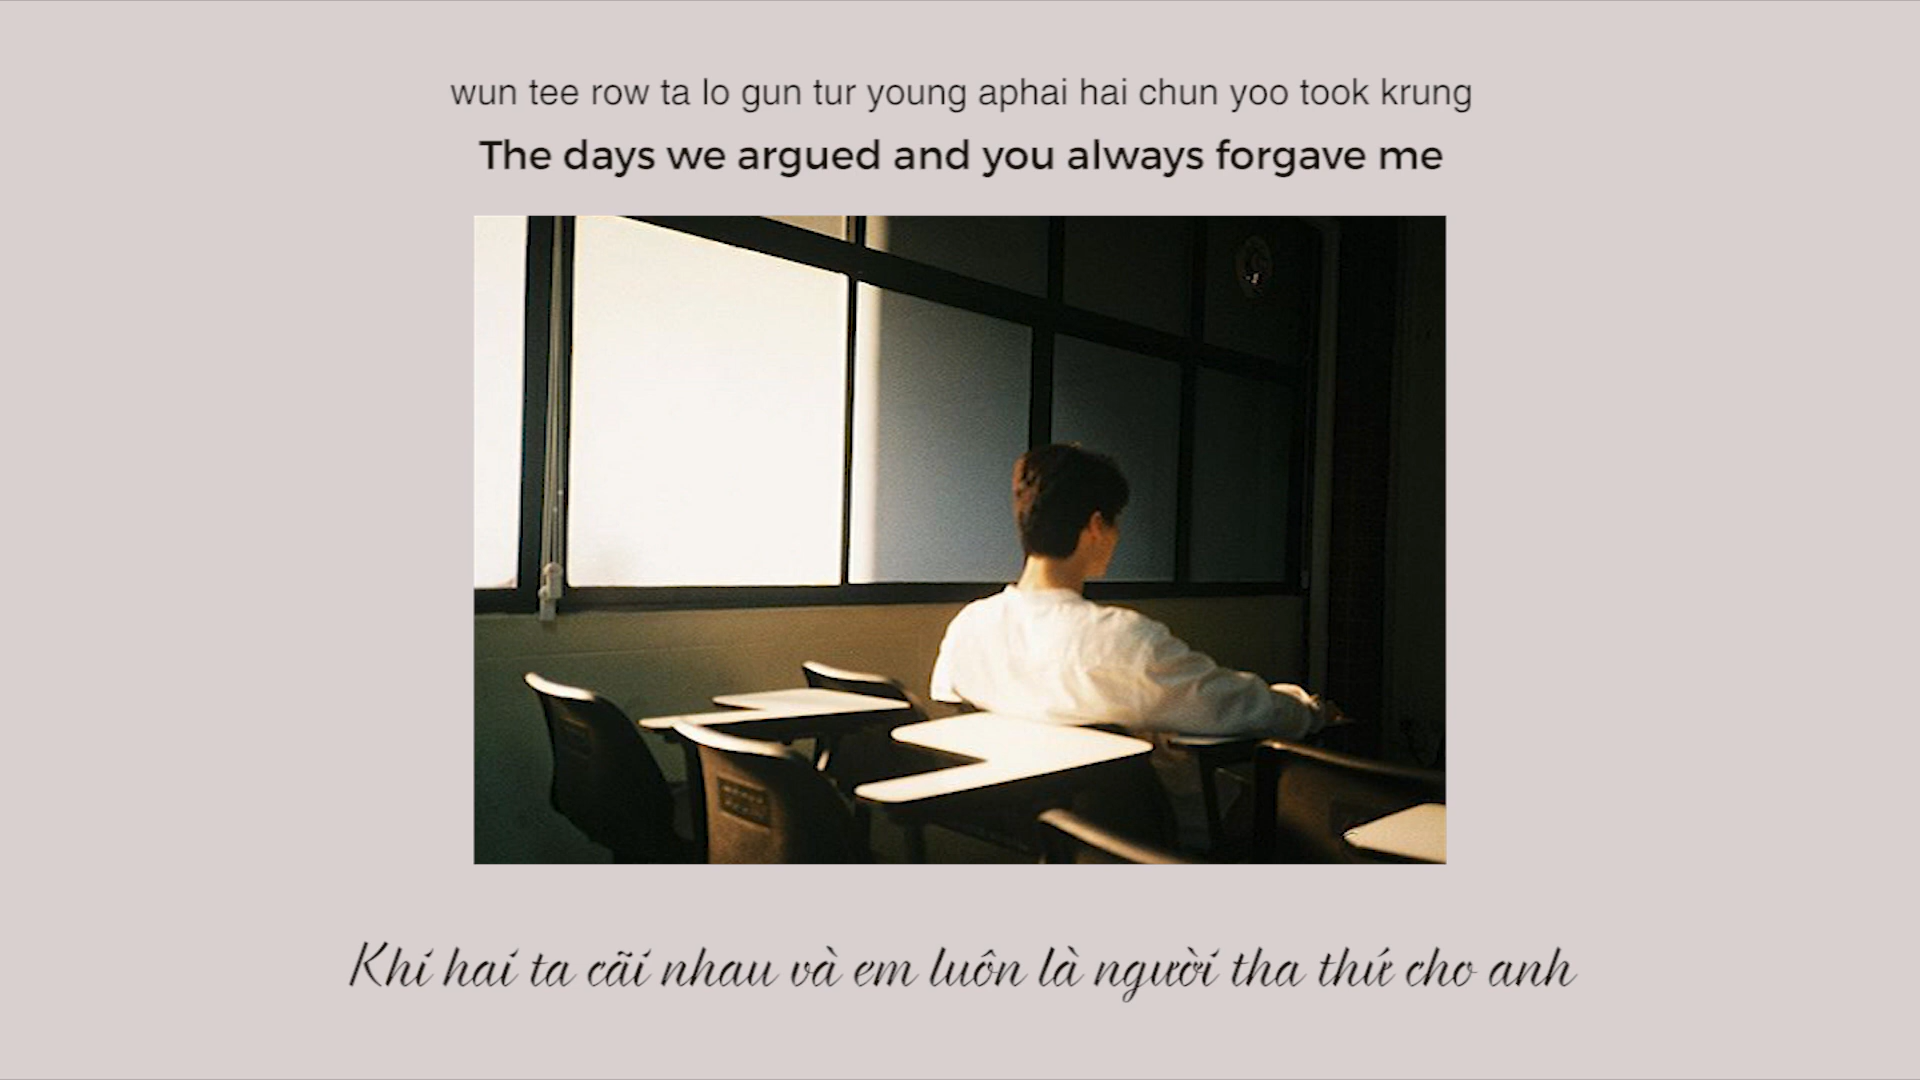 wun tee row ta lo gun tur young aphai hai chun yoo took krung
The days we argued and you always forgave me
Khi hai ta cãi nhau và em luôn là người tha thứ cho anh